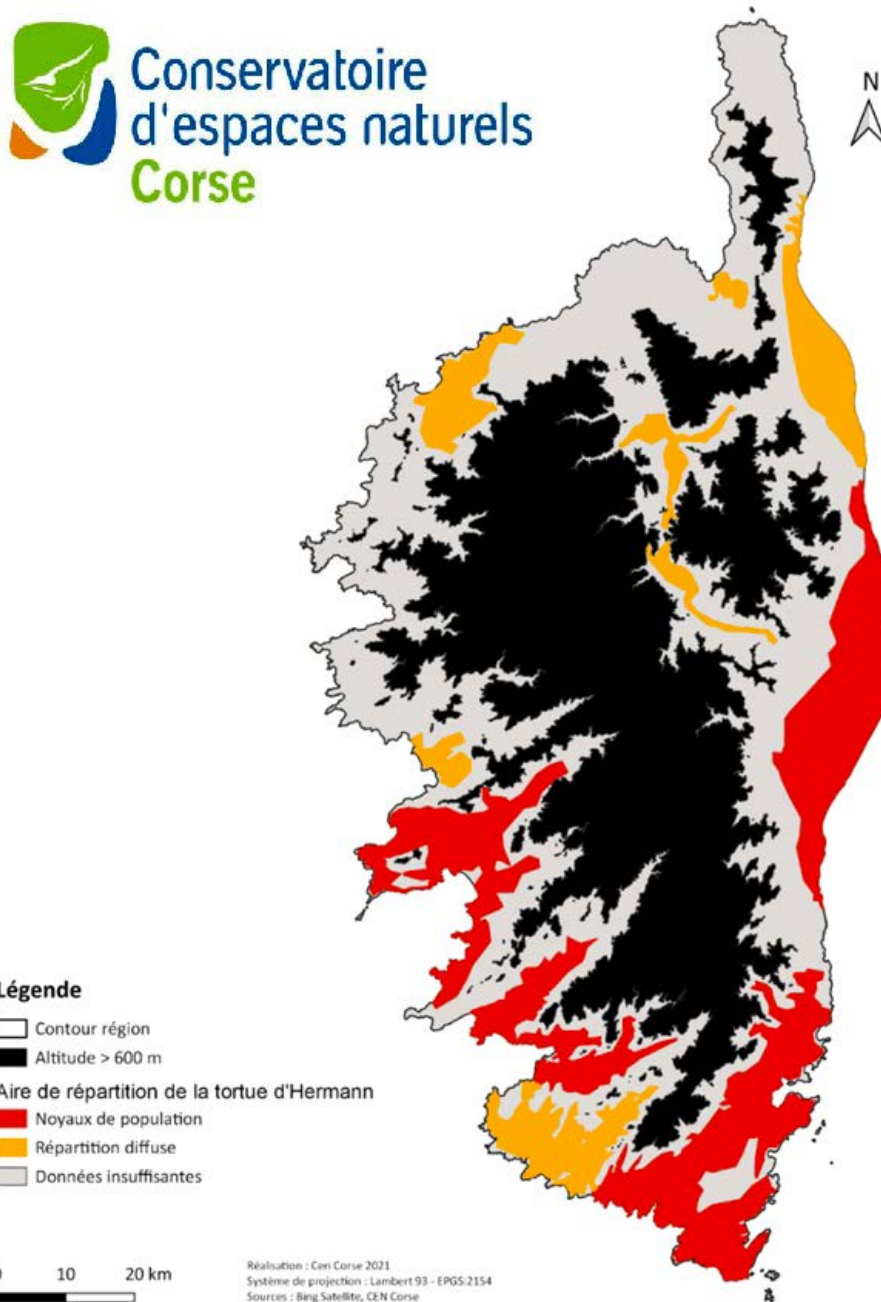 Conservatoire
d'espaces naturels
Corse
N
Légende
Contour région
Altitude > 600 m
Aire de répartition de la tortue d'Hermann
Noyaux de population
Répartition diffuse
Données insuffisantes
0 10 20 km
Réalisation : Cen Corse 2021
Système de projection : Lambert 93 - EPGS:2154
Sources : Bing Satellite, CEN Corse